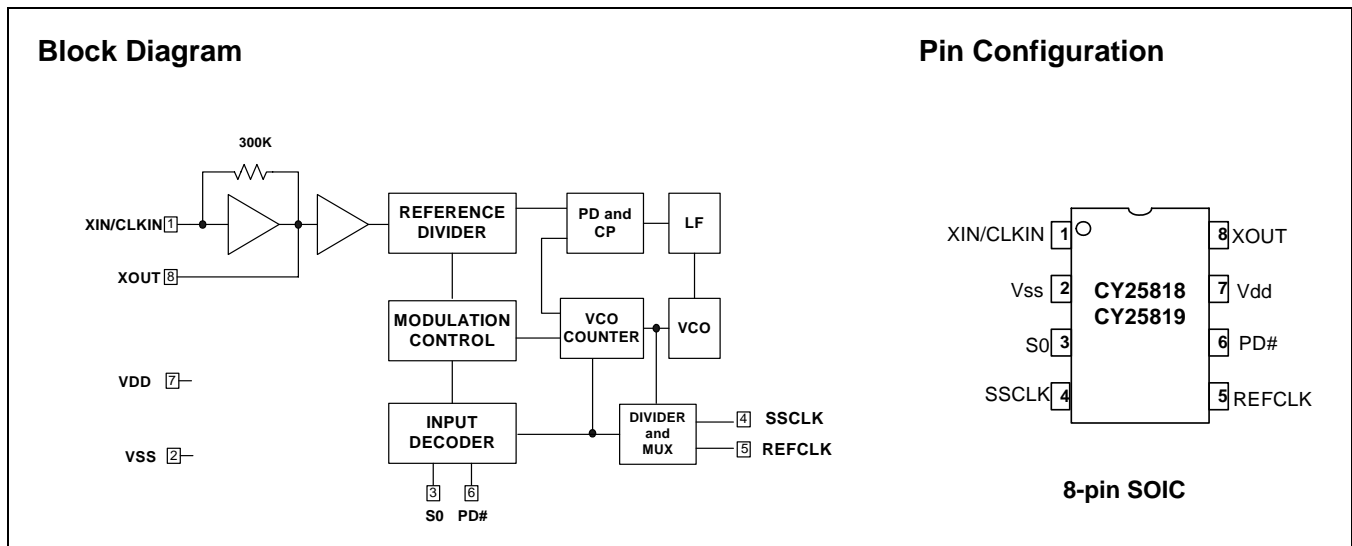 Block Diagram
Pin Configuration
300K
XIN/CLKIN 1
XOUT 8
VDD 7
VSS 2
REFERENCE
DIVIDER
PD and
CP
LF
MODULATION
CONTROL
VCO
COUNTER
VCO
INPUT
DECODER
DIVIDER
and
MUX
4 SSCLK
5 REFCLK
3 6
S0 PD#
XIN/CLKIN 1
8 XOUT
Vss 2
7 Vdd
CY25818
CY25819
S0 3
6 PD#
SSCLK 4
5 REFCLK
8-pin SOIC